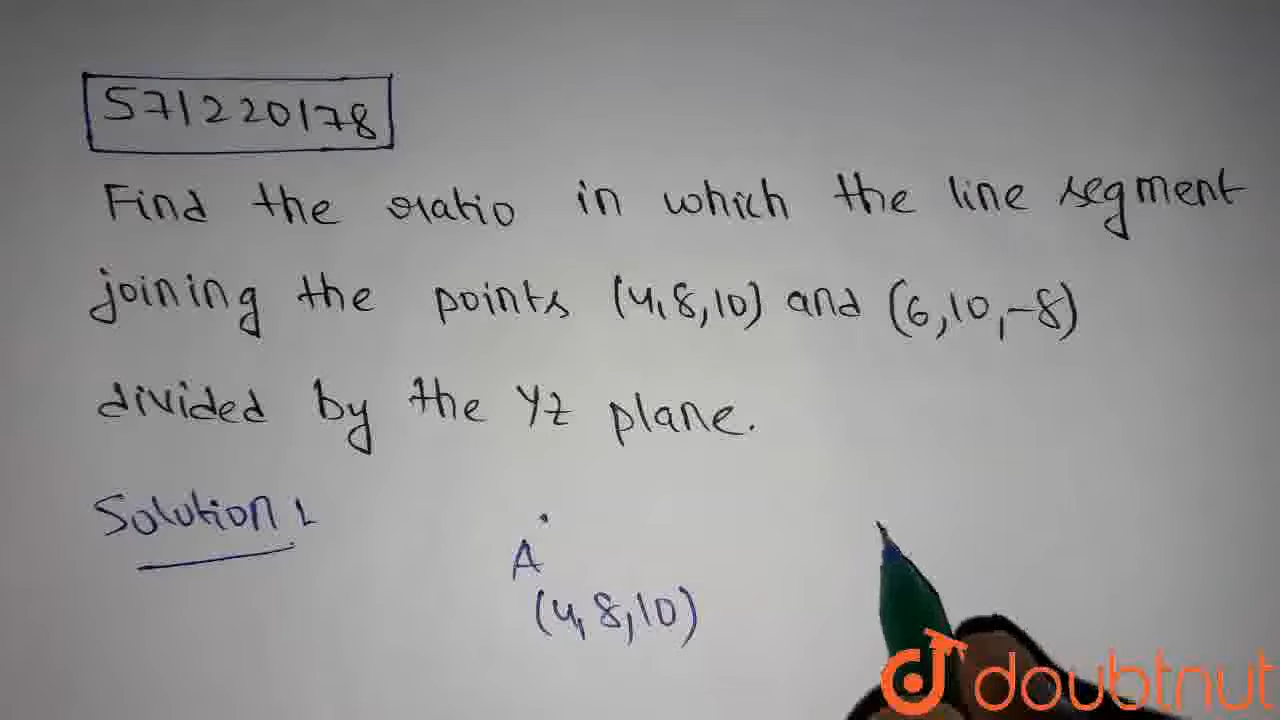 571220178
Find the ratio in which the line segment
joining the points (4,8,10) and (6,10,-8)
divided by the YZ plane.
Solution :
A
(4,8,10)
doubtnut